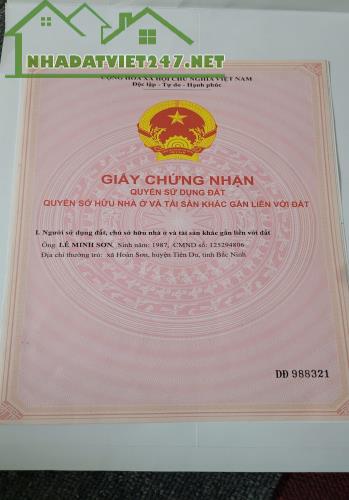 NHADATVIET247.NET
CỘNG HÒA XÃ HỘI CHỦ NGHĨA VIỆT NAM
Độc lập - Tự do - Hạnh phúc
GIẤY CHỨNG NHẬN
QUYỀN SỬ DỤNG ĐẤT
QUYỀN SỞ HỮU NHÀ Ở VÀ TÀI SẢN KHÁC GẮN LIỀN VỚI ĐẤT
I. Người sử dụng đất, chủ sở hữu nhà ở và tài sản khác gắn liền với đất
Ông LÊ MINH SƠN, Sinh năm: 1987, CMND số: 125294806
Địa chỉ thường trú: xã Hoàn Sơn, huyện Tiên Du, tỉnh Bắc Ninh
DĐ 988321